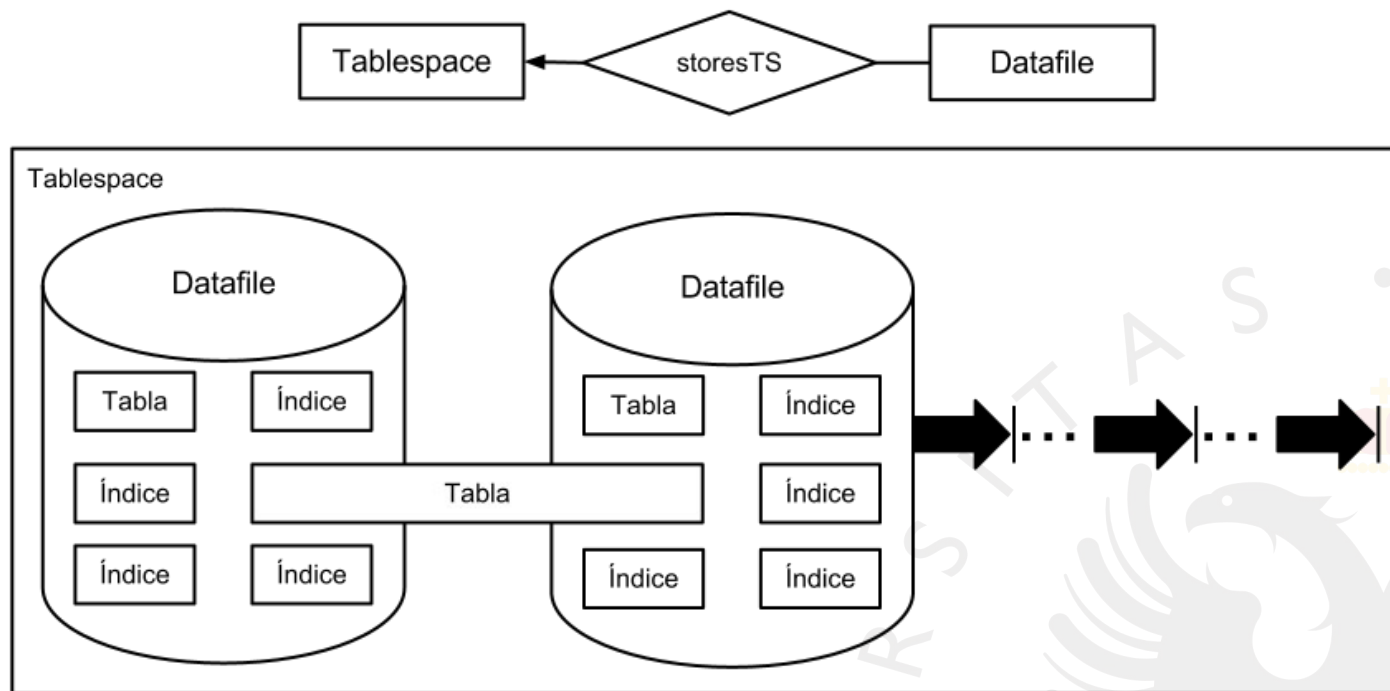 Tablespace
storesTS
Datafile
Tablespace
Datafile
Datafile
Tabla
Índice
Tabla
Índice
Índice
Tabla
Índice
Índice
Índice
Índice
Índice
R S I T A S